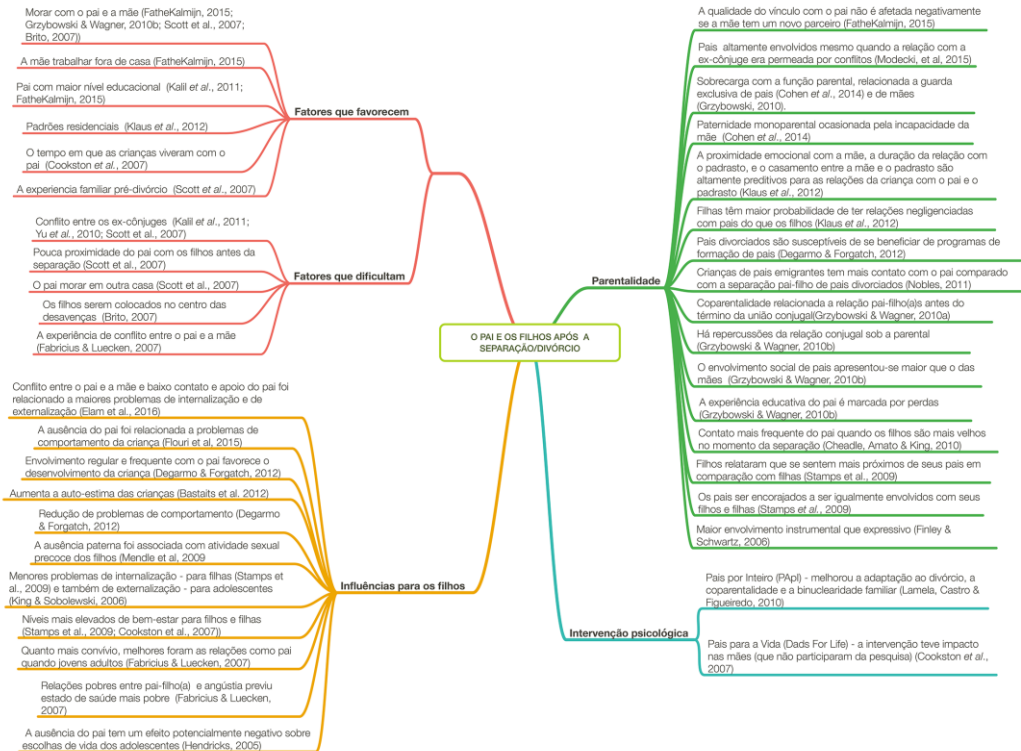 Morar com o pai e a mãe (FatheKalmijn, 2015;
Grzybowski & Wagner, 2010b; Scott et al., 2007;
Brito, 2007))
A mãe trabalhar fora de casa (FatheKalmijn, 2015)
Pai com maior nível educacional (Kalil et al., 2011;
FatheKalmijn, 2015)
Padrões residenciais (Klaus et al., 2012)
O tempo em que as crianças viveram com o
pai (Cookston et al., 2007)
A experiencia familiar pré-divórcio (Scott et al., 2007)
Fatores que favorecem
Conflito entre os ex-cônjuges (Kalil et al., 2011;
Yu et al., 2010; Scott et al., 2007)
Pouca proximidade do pai com os filhos antes da
separação (Scott et al., 2007)
O pai morar em outra casa (Scott et al., 2007)
Os filhos serem colocados no centro das
desavenças (Brito, 2007)
A experiência de conflito entre o pai e a mãe
(Fabricius & Luecken, 2007)
Fatores que dificultam
O PAI E OS FILHOS APÓS A
SEPARAÇÃO/DIVÓRCIO
Conflito entre o pai e a mãe e baixo contato e apoio do pai foi
relacionado a maiores problemas de internalização e de
externalização (Elam et al., 2016)
A ausência do pai foi relacionada a problemas de
comportamento da criança (Flouri et al, 2015)
Envolvimento regular e frequente com o pai favorece o
desenvolvimento da criança (Degarmo & Forgatch, 2012)
Aumenta a auto-estima das crianças (Bastaits et al. 2012)
Redução de problemas de comportamento (Degarmo
& Forgatch, 2012)
A ausência paterna foi associada com atividade sexual
precoce dos filhos (Mendle et al, 2009
Menores problemas de internalização - para filhas (Stamps et
al., 2009) e também de externalização - para adolescentes
(King & Sobolewski, 2006)
Níveis mais elevados de bem-estar para filhos e filhas
(Stamps et al., 2009; Cookston et al., 2007))
Quanto mais convívio, melhores foram as relações como pai
quando jovens adultos (Fabricius & Luecken, 2007)
Relações pobres entre pai-filho(a) e angústia previu
estado de saúde mais pobre (Fabricius & Luecken,
2007)
A ausência do pai tem um efeito potencialmente negativo sobre
escolhas de vida dos adolescentes (Hendricks, 2005)
Influências para os filhos
A qualidade do vínculo com o pai não é afetada negativamente
se a mãe tem um novo parceiro (FatheKalmijn, 2015)
Pais altamente envolvidos mesmo quando a relação com a
ex-cônjuge era permeada por conflitos (Modecki, et al, 2015)
Sobrecarga com a função parental, relacionada a guarda
exclusiva de pais (Cohen et al., 2014) e de mães
(Grzybowski, 2010).
Paternidade monoparental ocasionada pela incapacidade da
mãe (Cohen et al., 2014)
A proximidade emocional com a mãe, a duração da relação com
o padrasto, e o casamento entre a mãe e o padrasto são
altamente preditivos para as relações da criança com o pai e o
padrasto (Klaus et al., 2012)
Filhas têm maior probabilidade de ter relações negligenciadas
com pais do que os filhos (Klaus et al., 2012)
Pais divorciados são susceptíveis de se beneficiar de programas de
formação de pais (Degarmo & Forgatch, 2012)
Crianças de pais emigrantes tem mais contato com o pai comparado
com a separação pai-filho de pais divorciados (Nobles, 2011)
Coparentalidade relacionada a relação pai-filho(a)s antes do
término da união conjugal(Grzybowski & Wagner, 2010a)
Há repercussões da relação conjugal sob a parental
(Grzybowski & Wagner, 2010b)
O envolvimento social de pais apresentou-se maior que o das
mães (Grzybowski & Wagner, 2010b)
A experiência educativa do pai é marcada por perdas
(Grzybowski & Wagner, 2010b)
Contato mais frequente do pai quando os filhos são mais velhos
no momento da separação (Cheadle, Amato & King, 2010)
Filhos relataram que se sentem mais próximos de seus pais em
comparação com filhas (Stamps et al., 2009)
Os pais ser encorajados a ser igualmente envolvidos com seus
filhos e filhas (Stamps et al., 2009)
Maior envolvimento instrumental que expressivo (Finley &
Schwartz, 2006)
Parentalidade
Pais por Inteiro (PApI) - melhorou a adaptação ao divórcio, a
coparentalidade e a binuclearidade familiar (Lamela, Castro &
Figueiredo, 2010)
Pais para a Vida (Dads For Life) - a intervenção teve impacto
nas mães (que não participaram da pesquisa) (Cookston et al.,
2007)
Intervenção psicológica